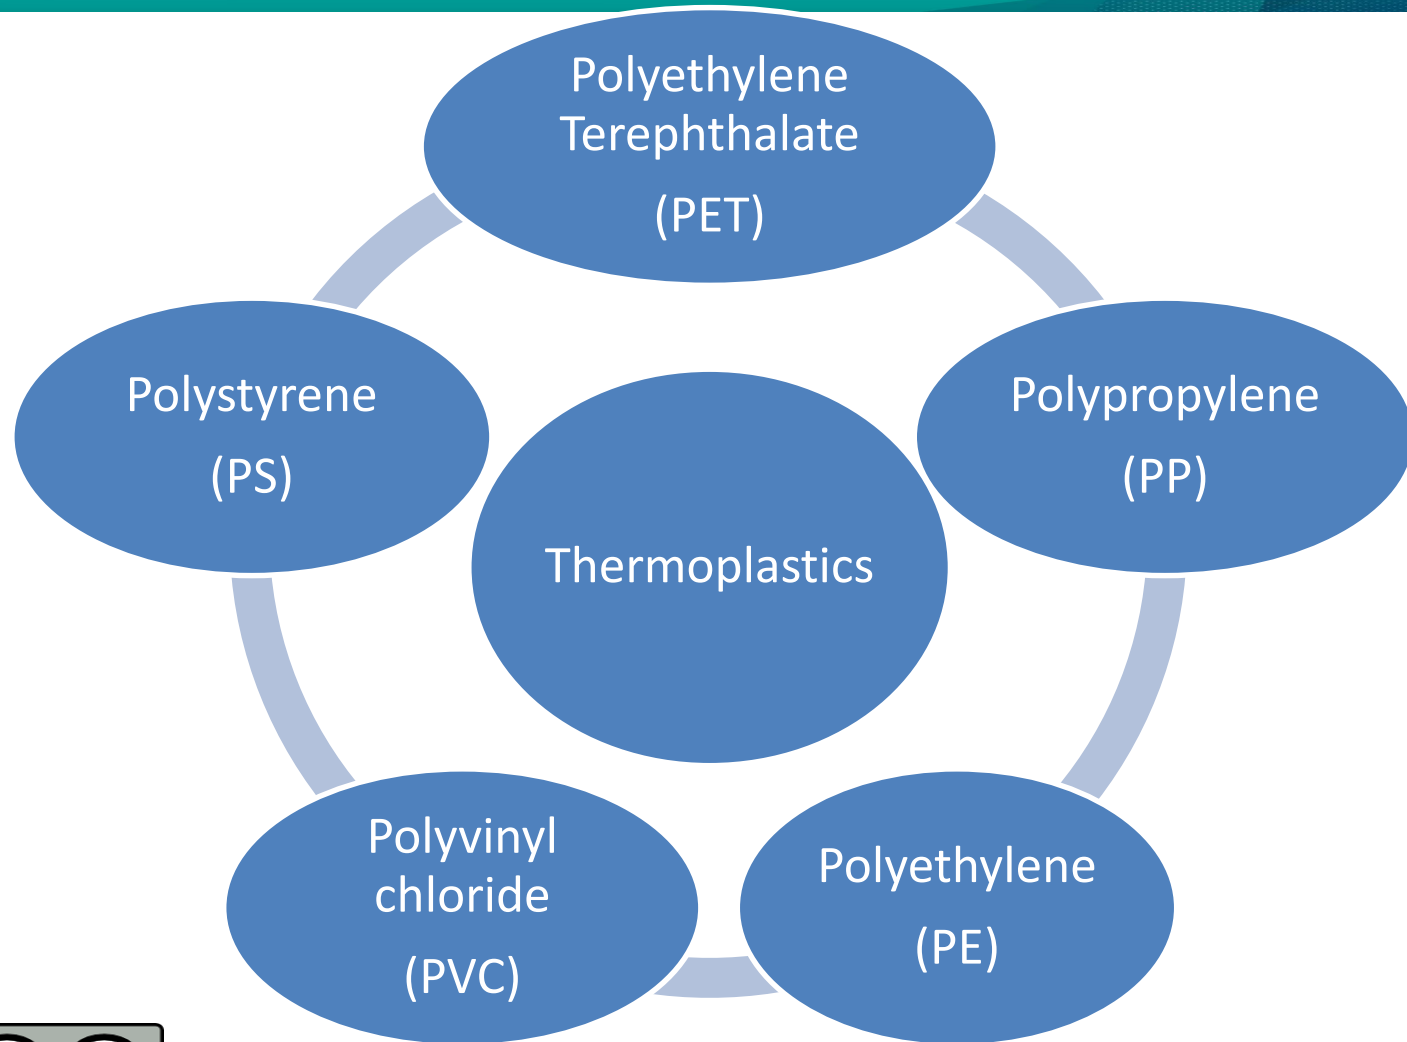 Polyethylene
Terephthalate
(PET)
Polystyrene
(PS)
Polypropylene
(PP)
Thermoplastics
Polyvinyl
chloride
(PVC)
Polyethylene
(PE)